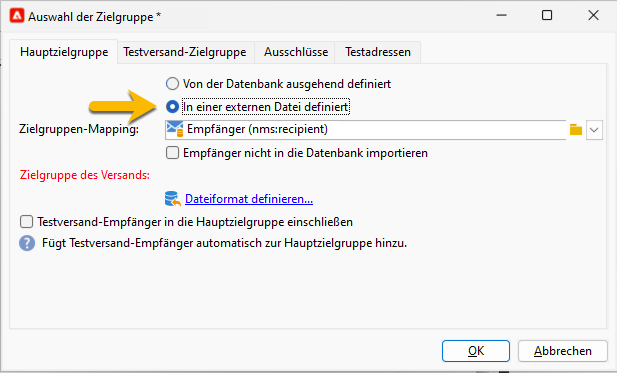 Auswahl der Zielgruppe *
Hauptzielgruppe Testversand-Zielgruppe Ausschlüsse Testadressen
Von der Datenbank ausgehend definiert
In einer externen Datei definiert
Zielgruppen-Mapping: Empfänger (nms:recipient)
Empfänger nicht in die Datenbank importieren
Zielgruppe des Versands:
Dateiformat definieren...
Testversand-Empfänger in die Hauptzielgruppe einschließen
? Fügt Testversand-Empfänger automatisch zur Hauptzielgruppe hinzu.
OK Abbrechen